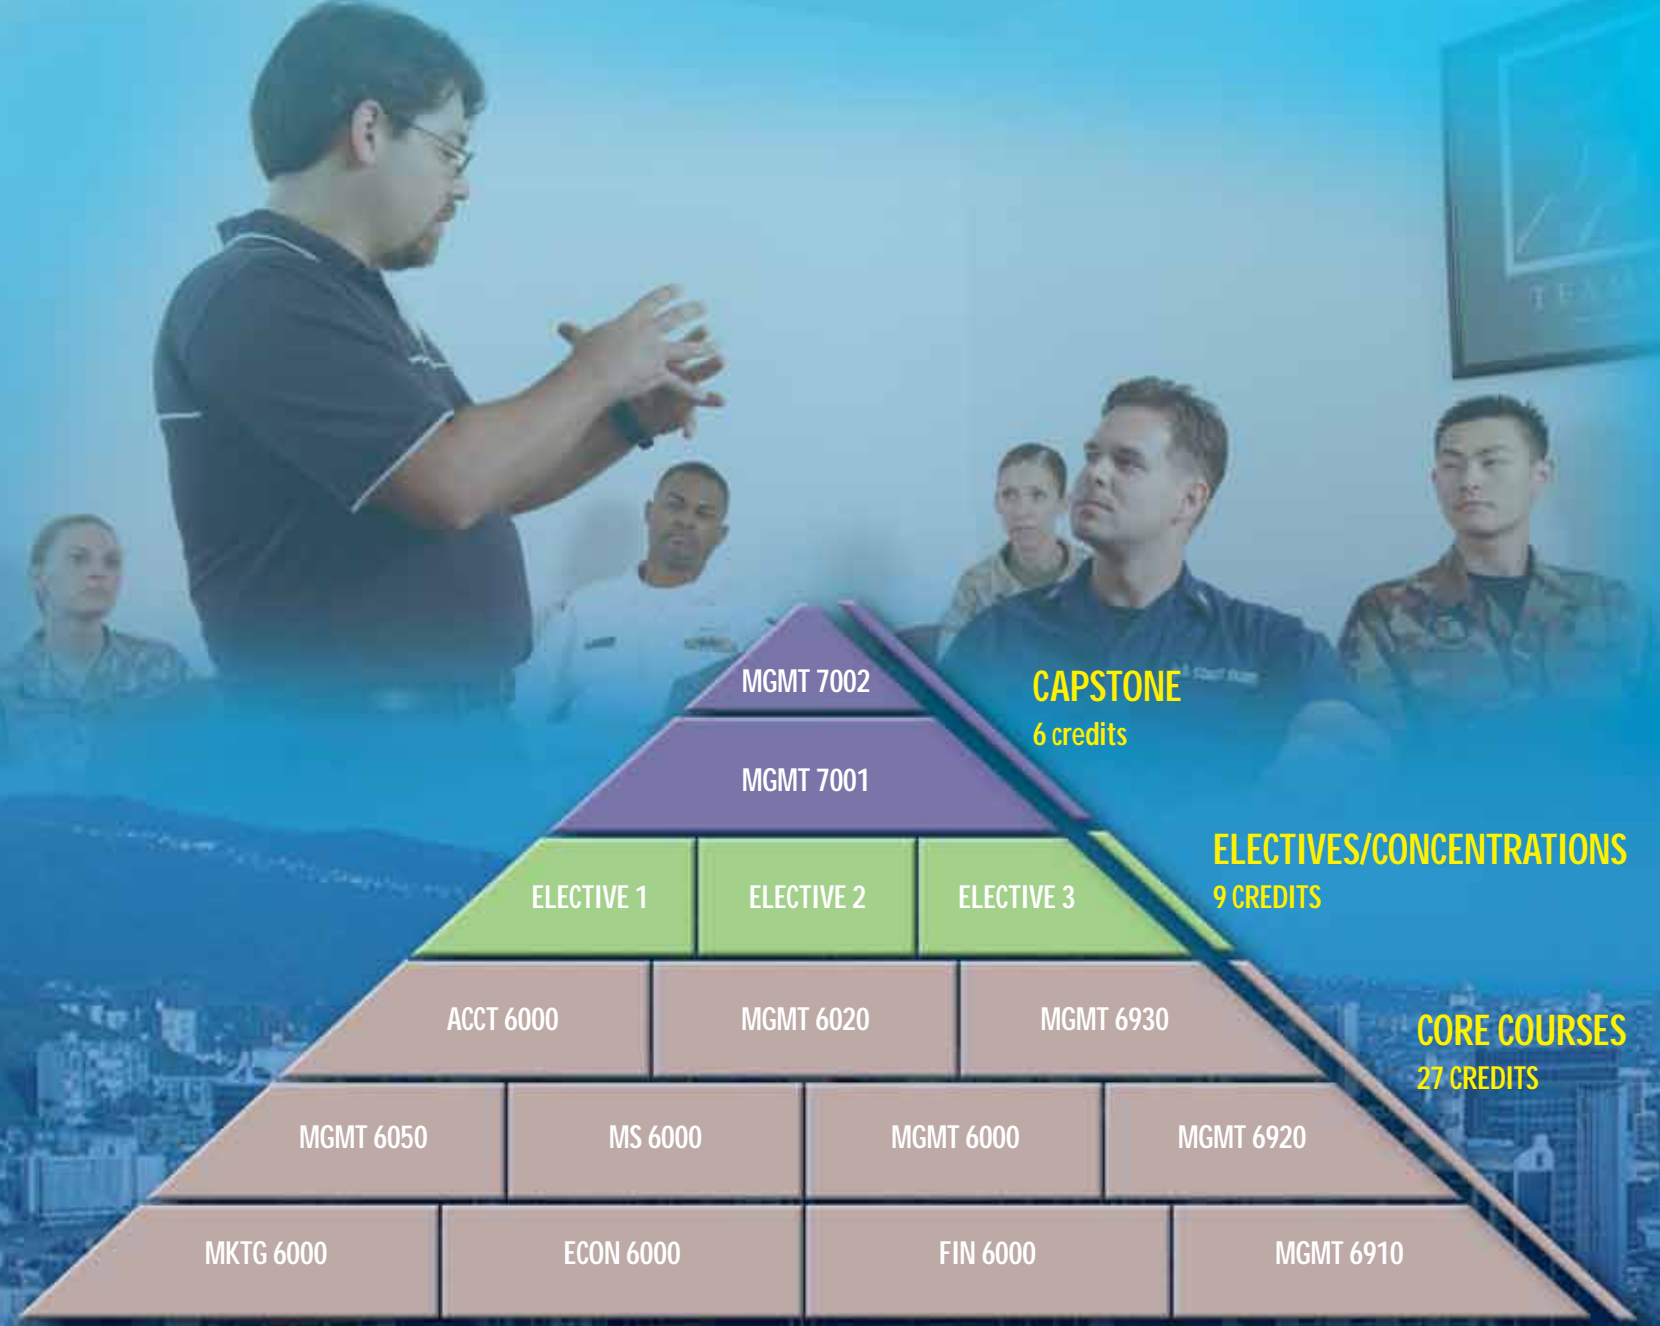 MGMT 7002
CAPSTONE
6 credits
MGMT 7001
ELECTIVES/CONCENTRATIONS
9 CREDITS
ELECTIVE 1
ELECTIVE 2
ELECTIVE 3
ACCT 6000
MGMT 6020
MGMT 6930
CORE COURSES
27 CREDITS
MGMT 6050
MS 6000
MGMT 6000
MGMT 6920
MKTG 6000
ECON 6000
FIN 6000
MGMT 6910